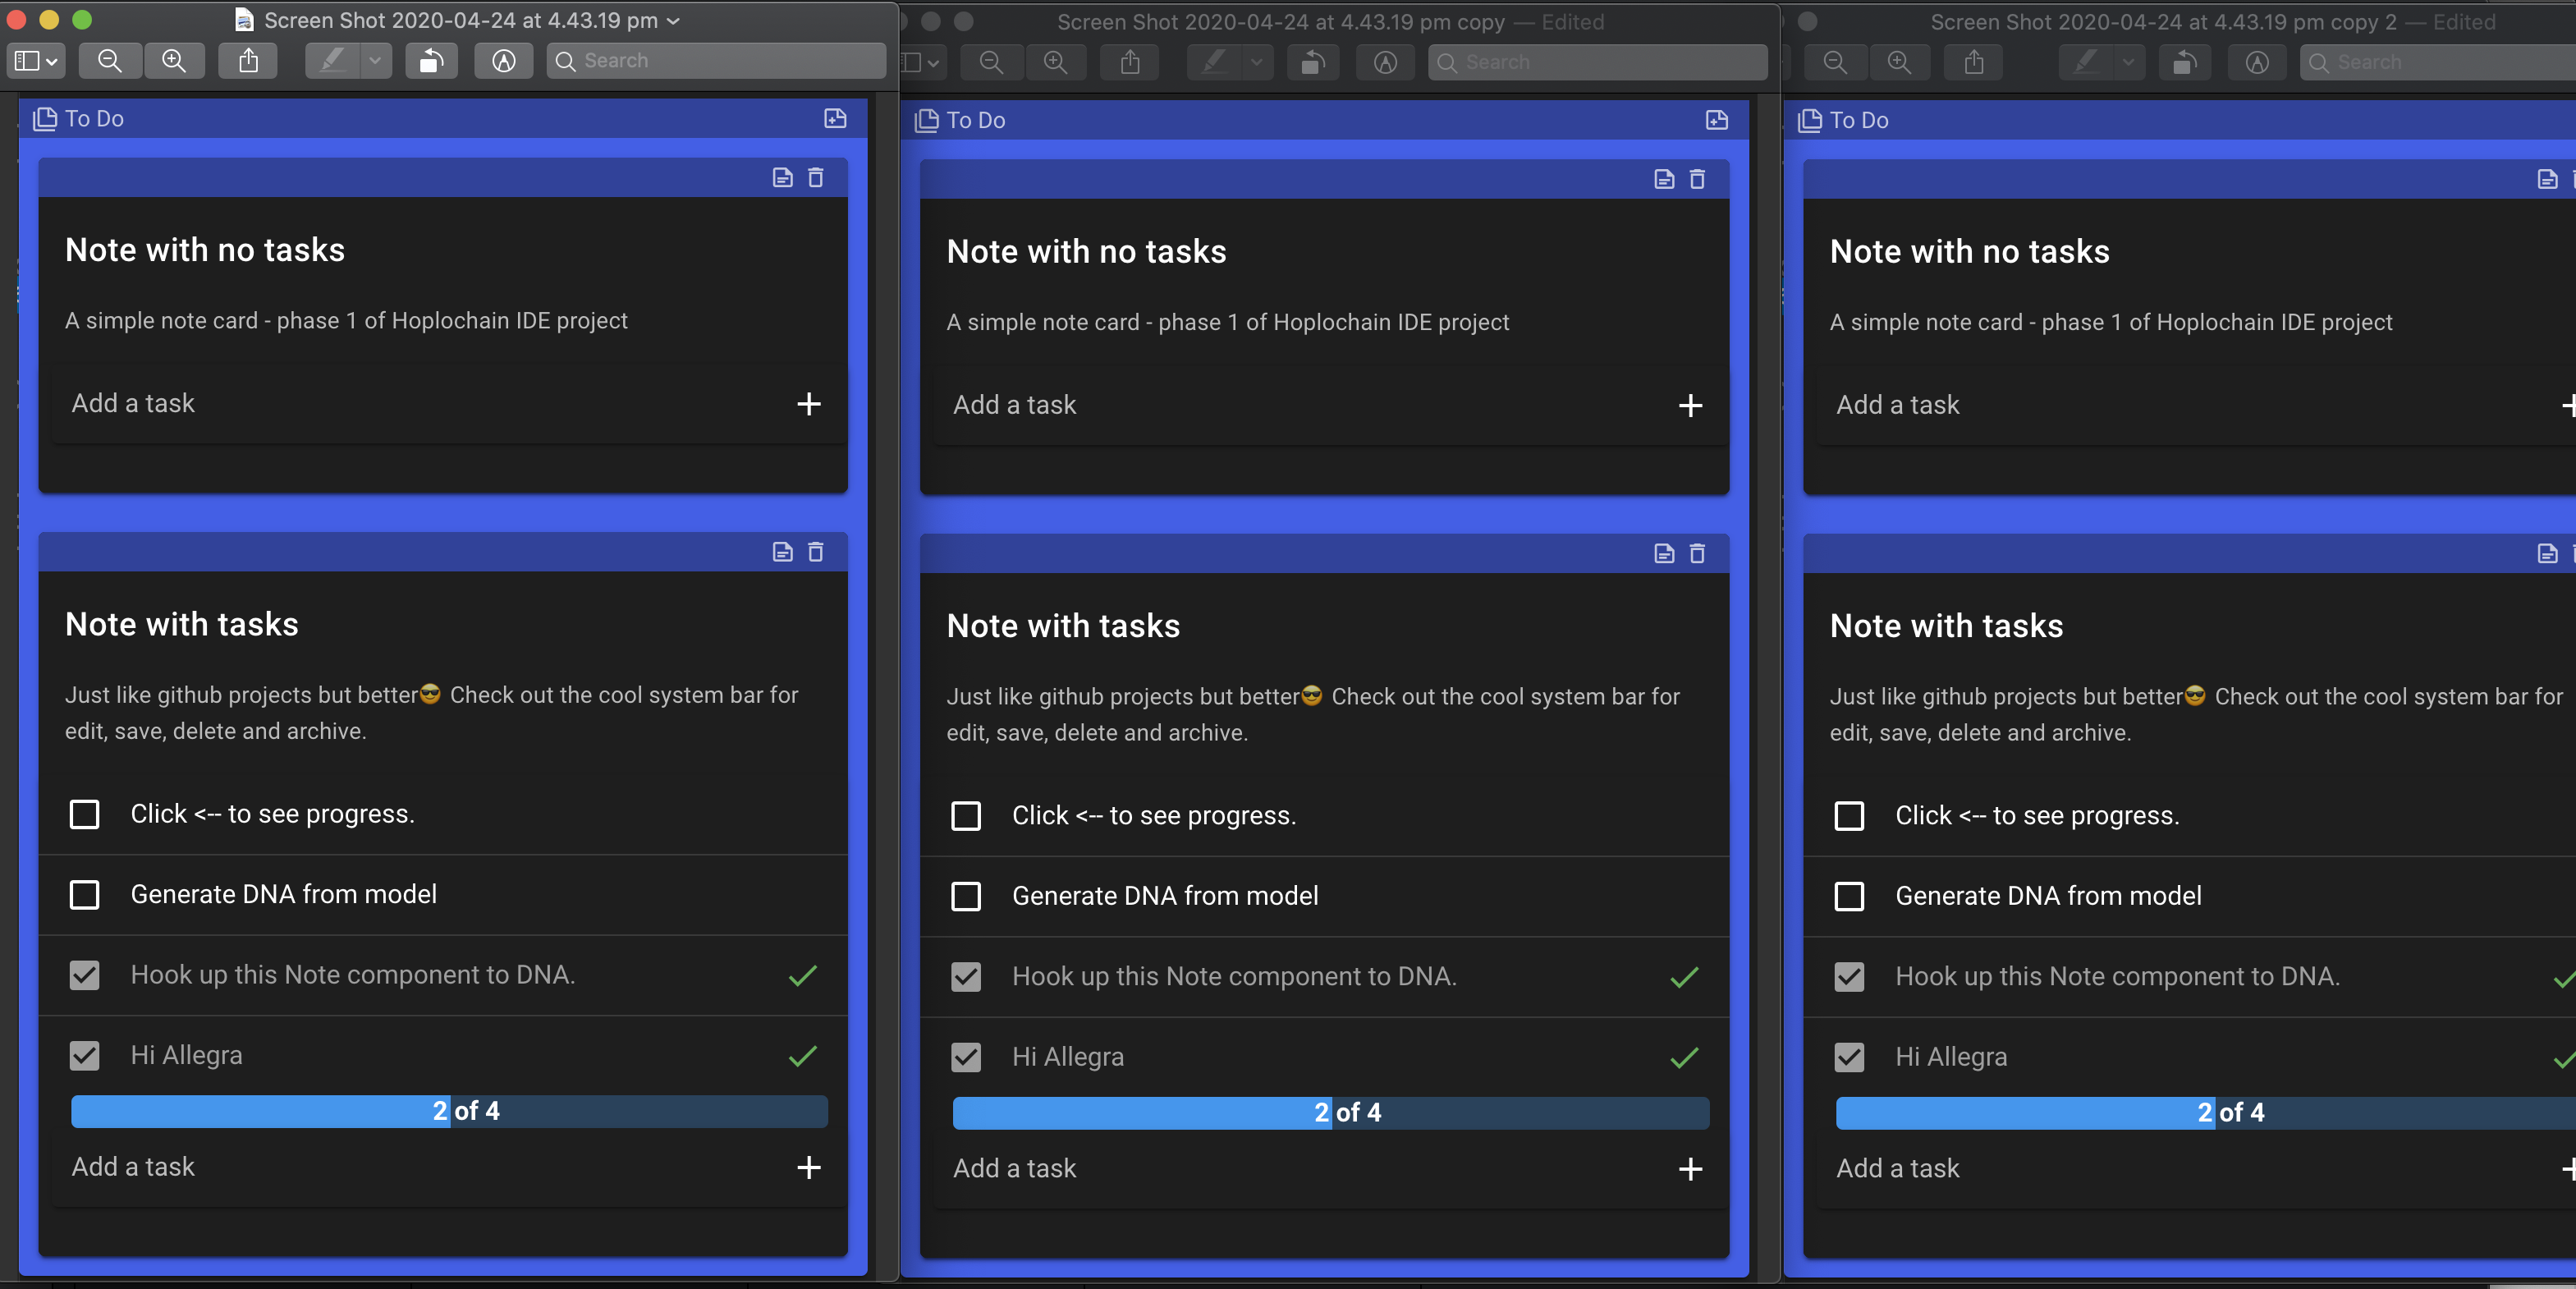 Screen Shot 2020-04-24 at 4.43.19 pm
Search
To Do
Note with no tasks
A simple note card - phase 1 of Hoplochain IDE project
Add a task
Note with tasks
Just like github projects but better😎 Check out the cool system bar for
edit, save, delete and archive.
Click <-- to see progress.
Generate DNA from model
Hook up this Note component to DNA.
Hi Allegra
2 of 4
Add a task
Screen Shot 2020-04-24 at 4.43.19 pm copy — Edited
Search
To Do
Note with no tasks
A simple note card - phase 1 of Hoplochain IDE project
Add a task
Note with tasks
Just like github projects but better😎 Check out the cool system bar for
edit, save, delete and archive.
Click <-- to see progress.
Generate DNA from model
Hook up this Note component to DNA.
Hi Allegra
2 of 4
Add a task
Screen Shot 2020-04-24 at 4.43.19 pm copy 2 — Edited
Search
To Do
Note with no tasks
A simple note card - phase 1 of Hoplochain IDE project
Add a task
Note with tasks
Just like github projects but better😎 Check out the cool system bar for
edit, save, delete and archive.
Click <-- to see progress.
Generate DNA from model
Hook up this Note component to DNA.
Hi Allegra
2 of 4
Add a task